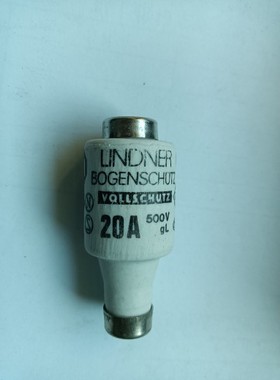 LINDNER
BOGENSCHUTZ
VOLLSCHUTZ
20A 500V
gL